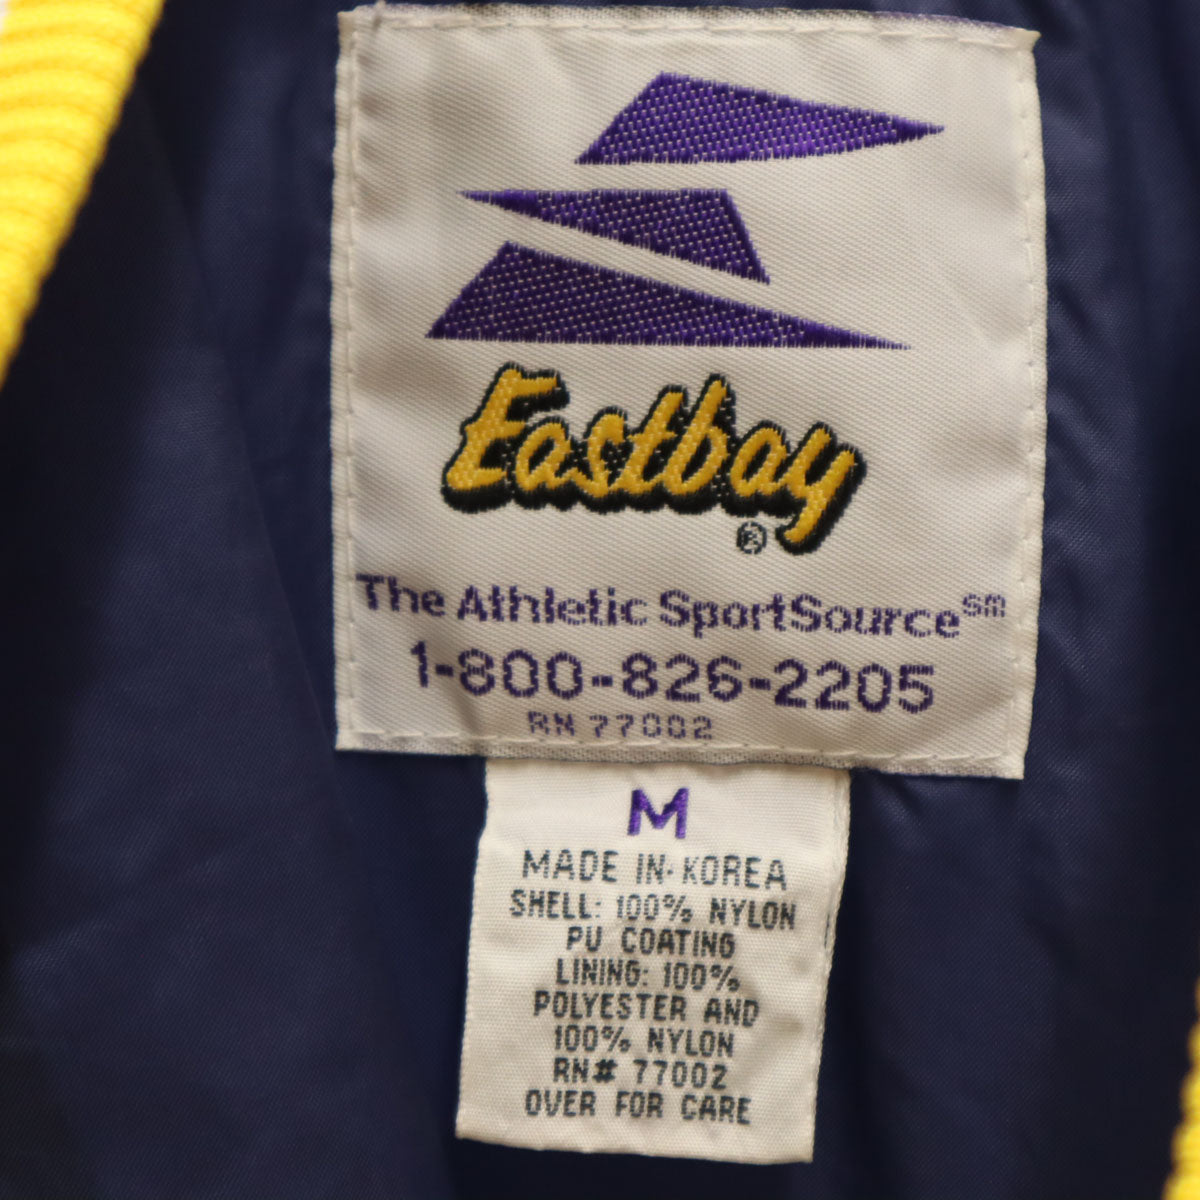 Eastbay®
The Athletic SportSource℠
1-800-826-2205
RN 77002
M
MADE IN KOREA
SHELL: 100% NYLON
PU COATING
LINING: 100%
POLYESTER AND
100% NYLON
RN# 77002
OVER FOR CARE